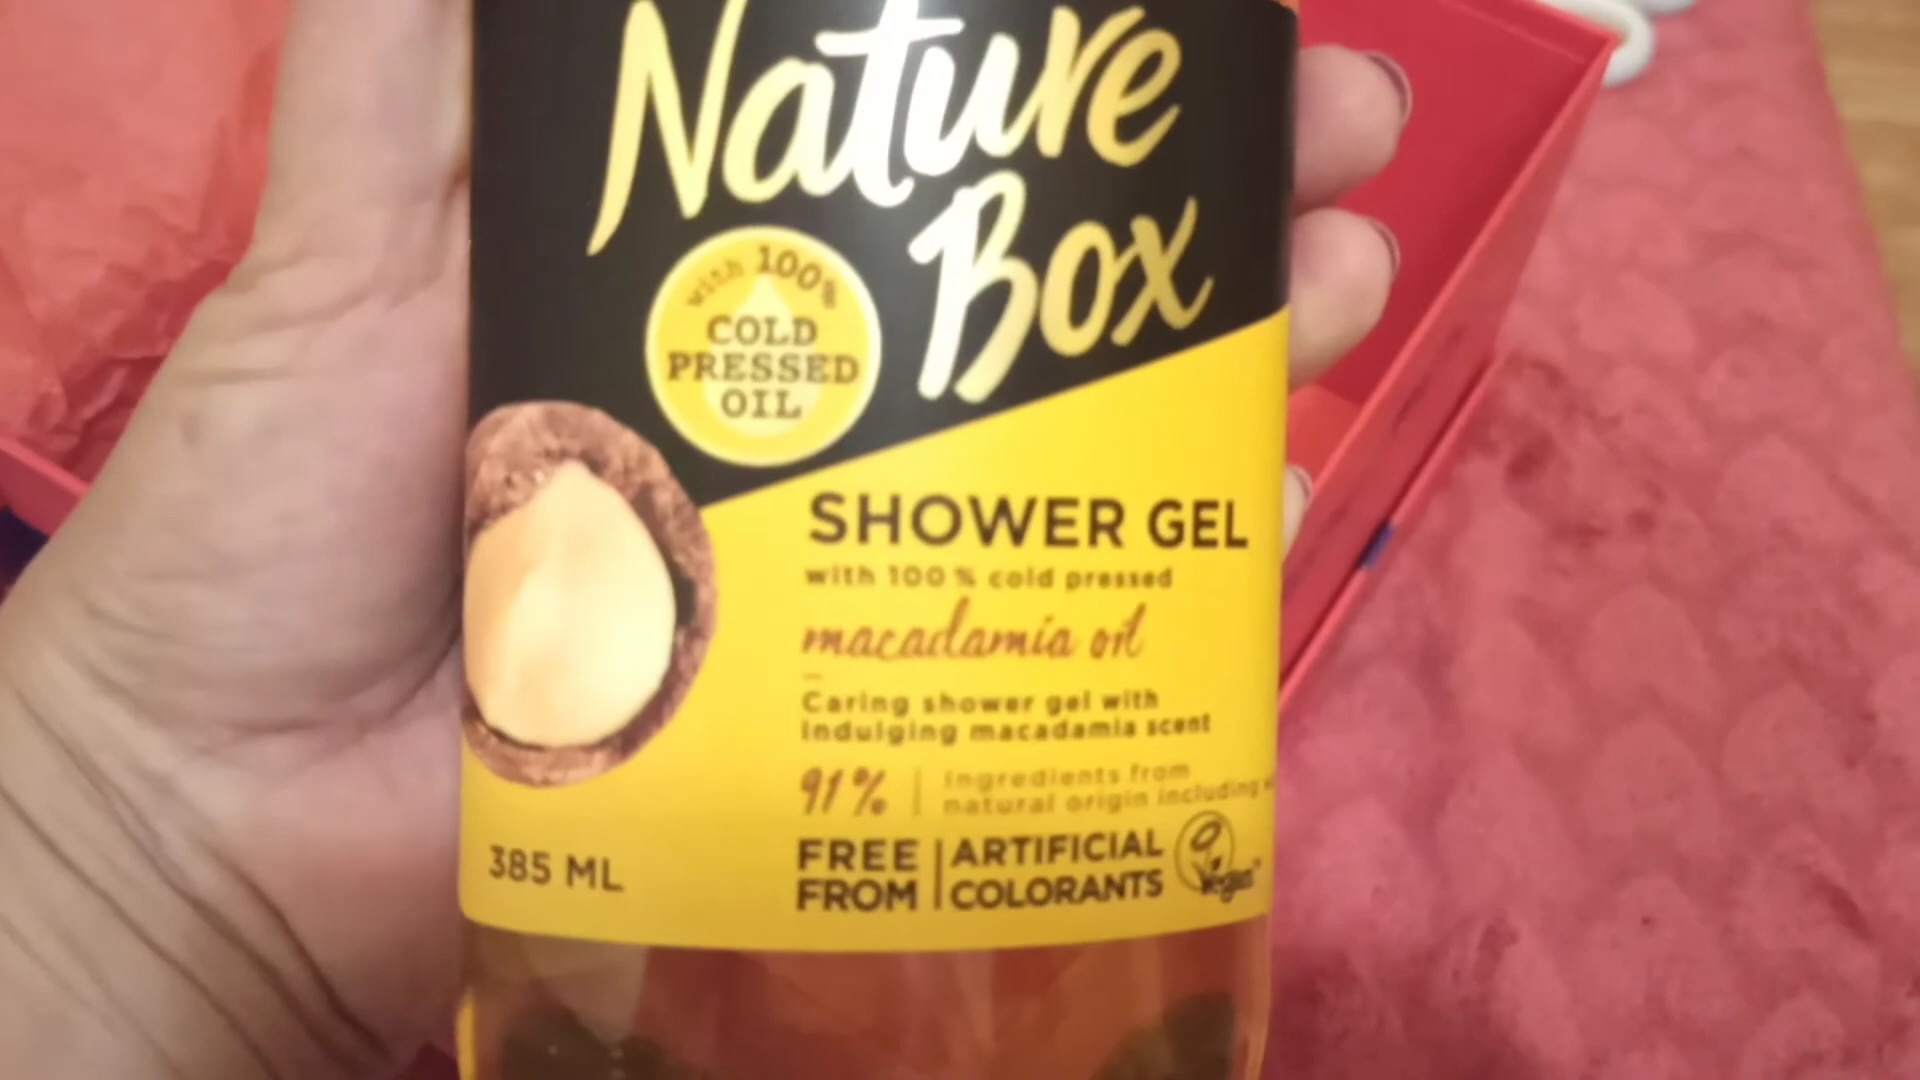 Nature
Box
with 100%
COLD
PRESSED
OIL
SHOWER GEL
with 100% cold pressed
macadamia oil
Caring shower gel with
indulging macadamia scent
91% | Ingredients from
natural origin including
385 ML
FREE FROM | ARTIFICIAL COLORANTS
Vegan